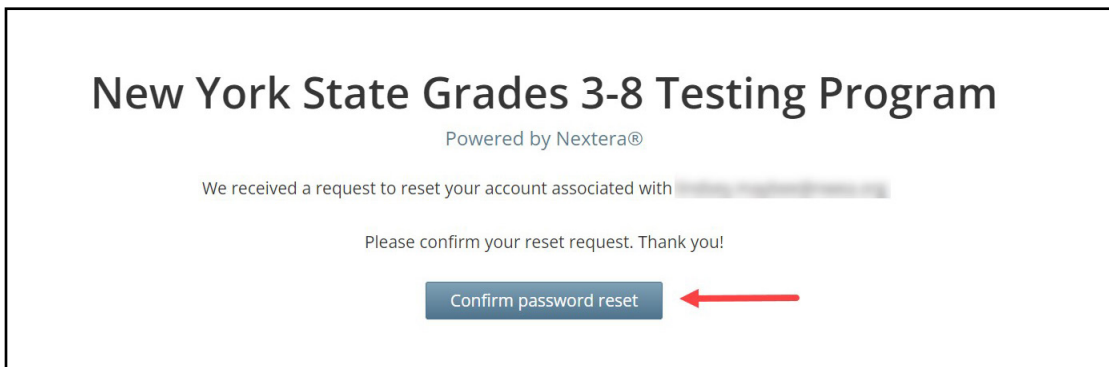 New York State Grades 3-8 Testing Program
Powered by Nextera®
We received a request to reset your account associated with
Please confirm your reset request. Thank you!
Confirm password reset